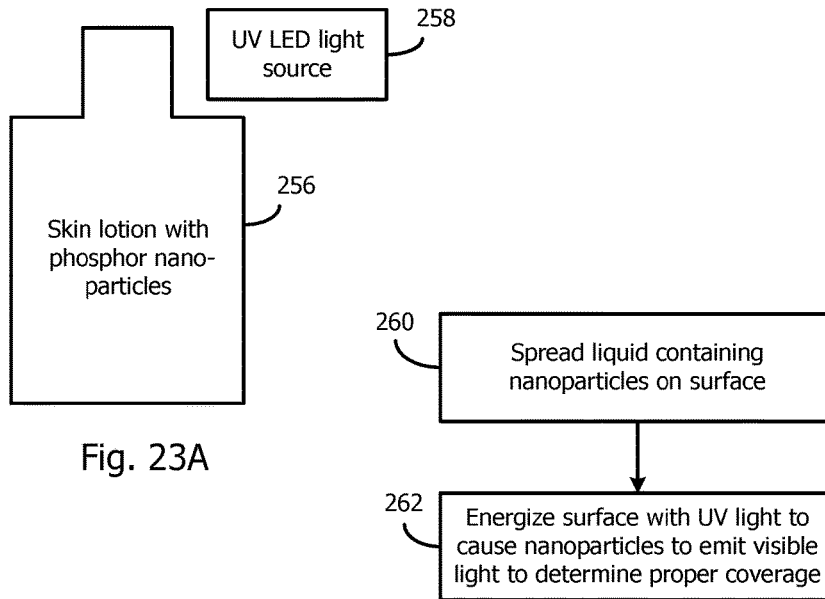 258
UV LED light
source
256
Skin lotion with
phosphor nano-
particles
Fig. 23A
260
Spread liquid containing
nanoparticles on surface
262
Energize surface with UV light to
cause nanoparticles to emit visible
light to determine proper coverage